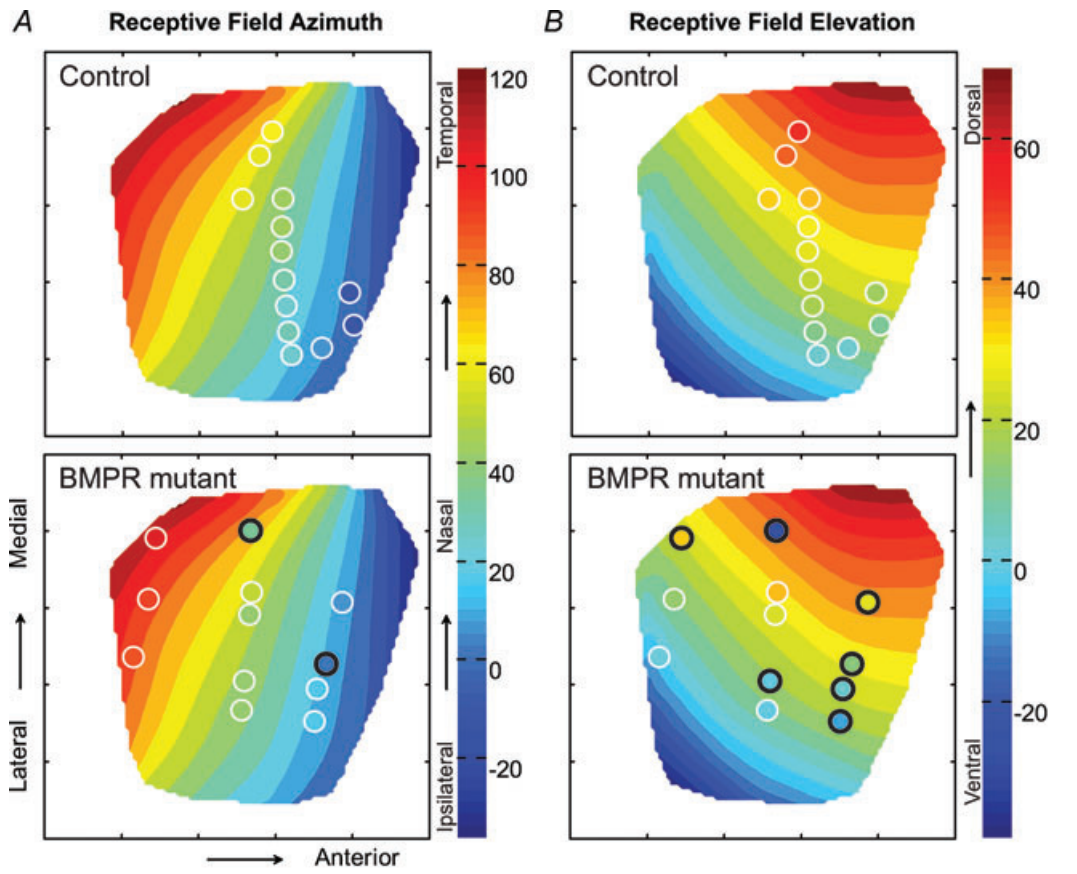 A Receptive Field Azimuth
B Receptive Field Elevation
Control
120
100
80
60
40
20
0
-20
Temporal
Nasal
Ipsilateral
Control
60
40
20
0
-20
Dorsal
Ventral
BMPR mutant
BMPR mutant
Medial
Lateral
Anterior